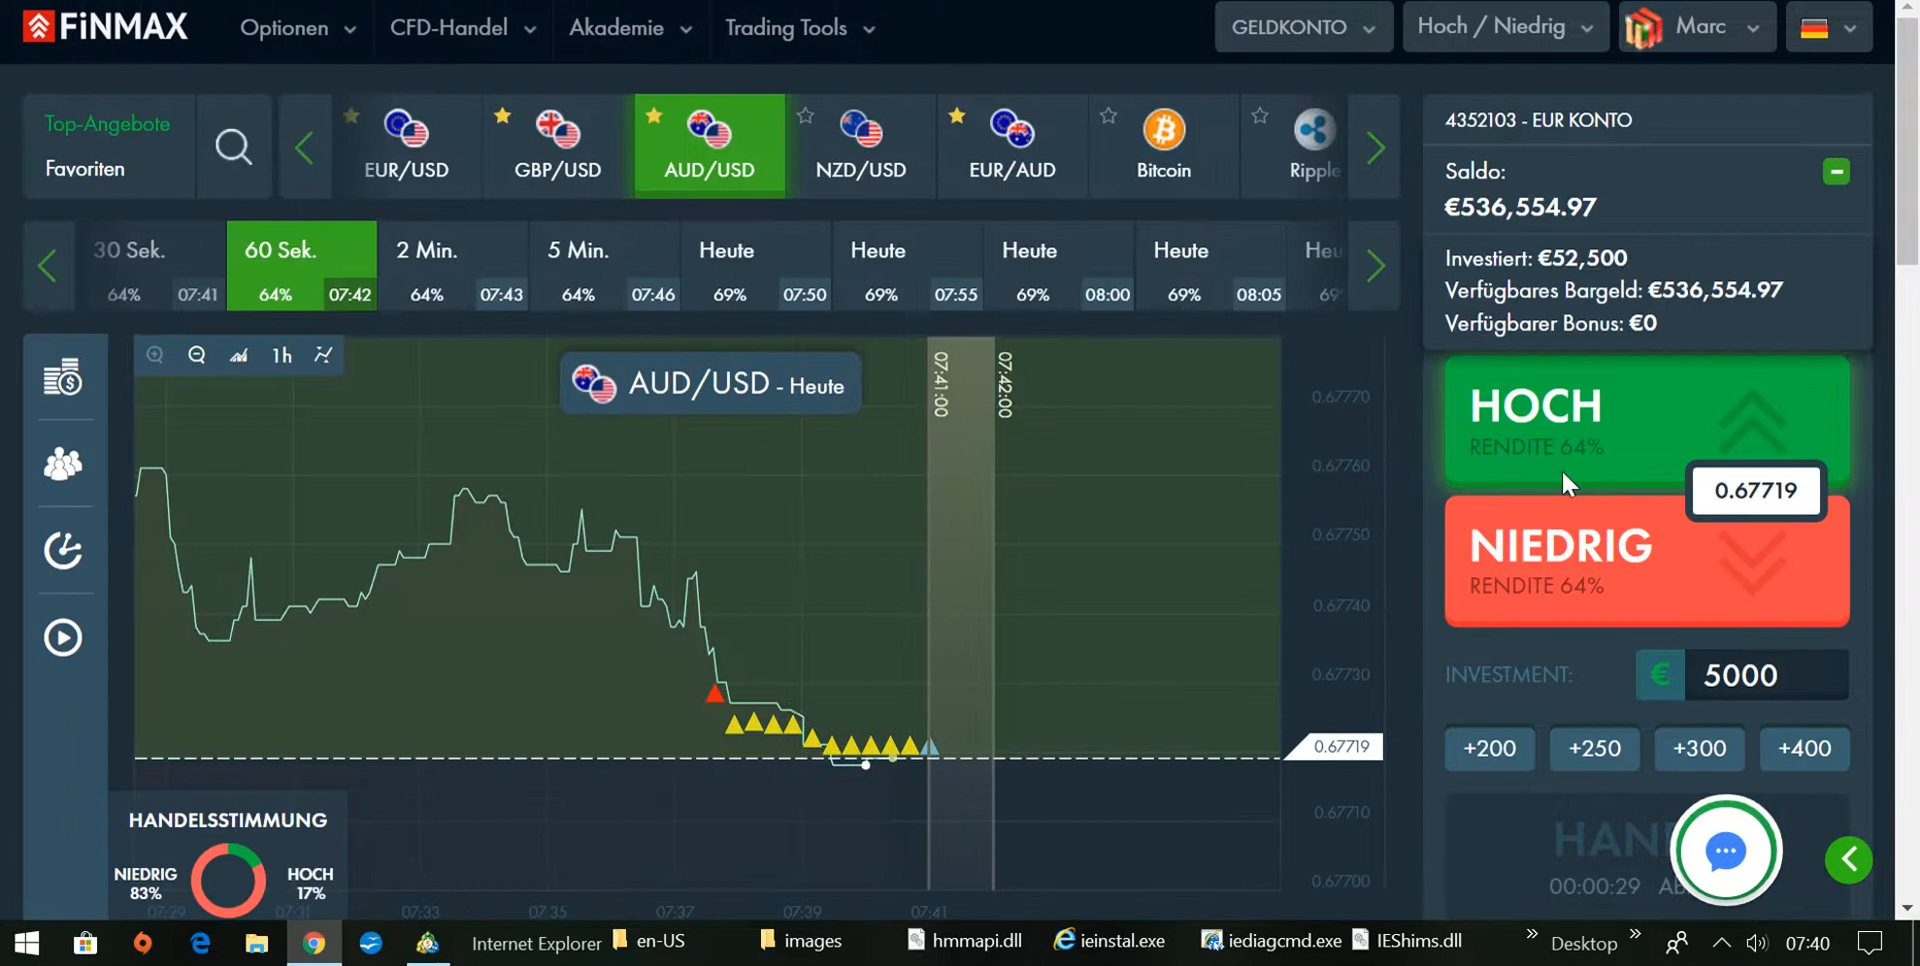 FiNMAX
Optionen
CFD-Handel
Akademie
Trading Tools
GELDKONTO
Hoch / Niedrig
Marc
Top-Angebote
Favoriten
EUR/USD
GBP/USD
AUD/USD
NZD/USD
EUR/AUD
Bitcoin
Ripple
30 Sek.
64% 07:41
60 Sek.
64% 07:42
2 Min.
64% 07:43
5 Min.
64% 07:46
Heute
69% 07:50
Heute
69% 07:55
Heute
69% 08:00
Heute
69% 08:05
4352103 - EUR KONTO
Saldo:
€536,554.97
Investiert: €52,500
Verfügbares Bargeld: €536,554.97
Verfügbarer Bonus: €0
1h
AUD/USD - Heute
07:41:00
07:42:00
0.67770
0.67760
0.67750
0.67740
0.67730
0.67719
0.67710
0.67700
HOCH
RENDITE 64%
0.67719
NIEDRIG
RENDITE 64%
INVESTMENT:
€ 5000
+200
+250
+300
+400
00:00:29
HANDELSSTIMMUNG
NIEDRIG
83%
HOCH
17%
07:29
07:31
07:33
07:35
07:37
07:39
07:41
Internet Explorer
en-US
images
hmmapi.dll
ieinstal.exe
iediagcmd.exe
IEShims.dll
Desktop
07:40